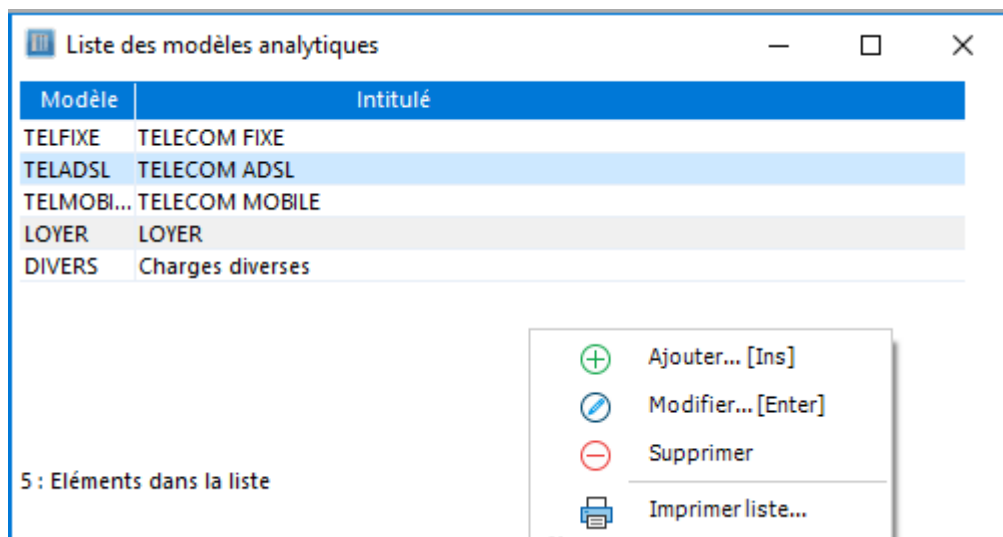 Liste des modèles analytiques
Modèle Intitulé
TELFIXE TELECOM FIXE
TELADSL TELECOM ADSL
TELMOBI... TELECOM MOBILE
LOYER LOYER
DIVERS Charges diverses
Ajouter... [Ins]
Modifier... [Enter]
Supprimer
5 : Eléments dans la liste
Imprimer liste...